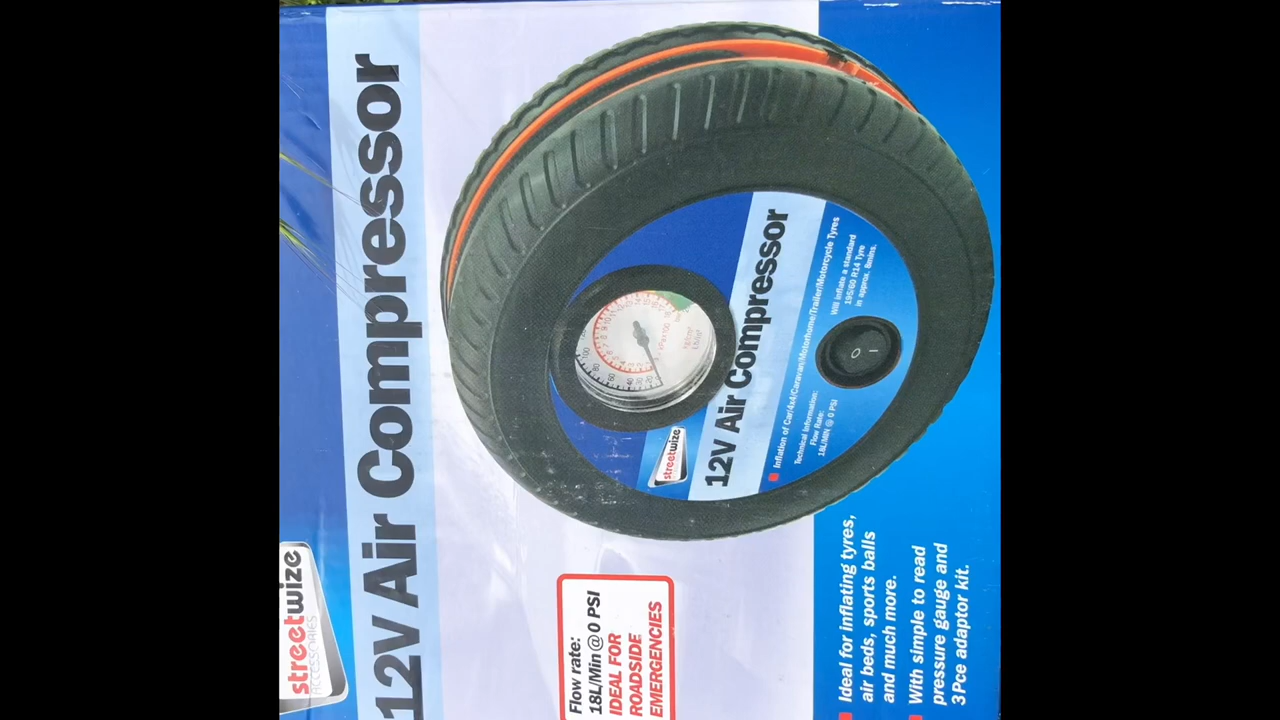 streetwize
ACCESSORIES
12V Air Compressor
Flow rate:
18L/Min@0 PSI
IDEAL FOR
ROADSIDE
EMERGENCIES
streetwize
12V Air Compressor
Inflation of Car/4x4/Caravan/Motorhome/Trailer/Motorcycle Tyres
Technical Information:
Flow Rate:
18L/MIN @ 0 PSI
Will inflate a standard
195/60 R14 Tyre
in approx. 8mins.
Ideal for inflating tyres,
air beds, sports balls
and much more.
With simple to read
pressure gauge and
3Pce adaptor kit.